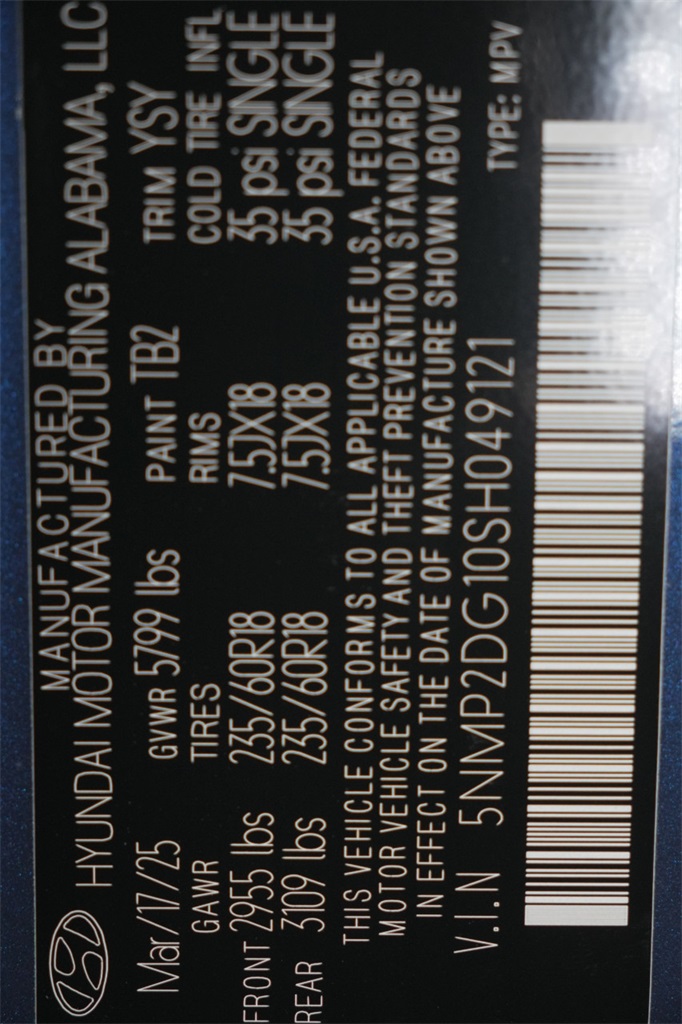 MANUFACTURED BY
HYUNDAI MOTOR MANUFACTURING ALABAMA, LLC
Mar/17/25 GVWR 5799 lbs PAINT TB2 TRIM YSY
GAWR TIRES RIMS COLD TIRE INFL
FRONT 2955 lbs 235/60R18 7.5JX18 35 psi SINGLE
REAR 3109 lbs 235/60R18 7.5JX18 35 psi SINGLE
THIS VEHICLE CONFORMS TO ALL APPLICABLE U.S.A. FEDERAL
MOTOR VEHICLE SAFETY AND THEFT PREVENTION STANDARDS
IN EFFECT ON THE DATE OF MANUFACTURE SHOWN ABOVE
V.I.N 5NMP2DG10SH049121 TYPE: MPV